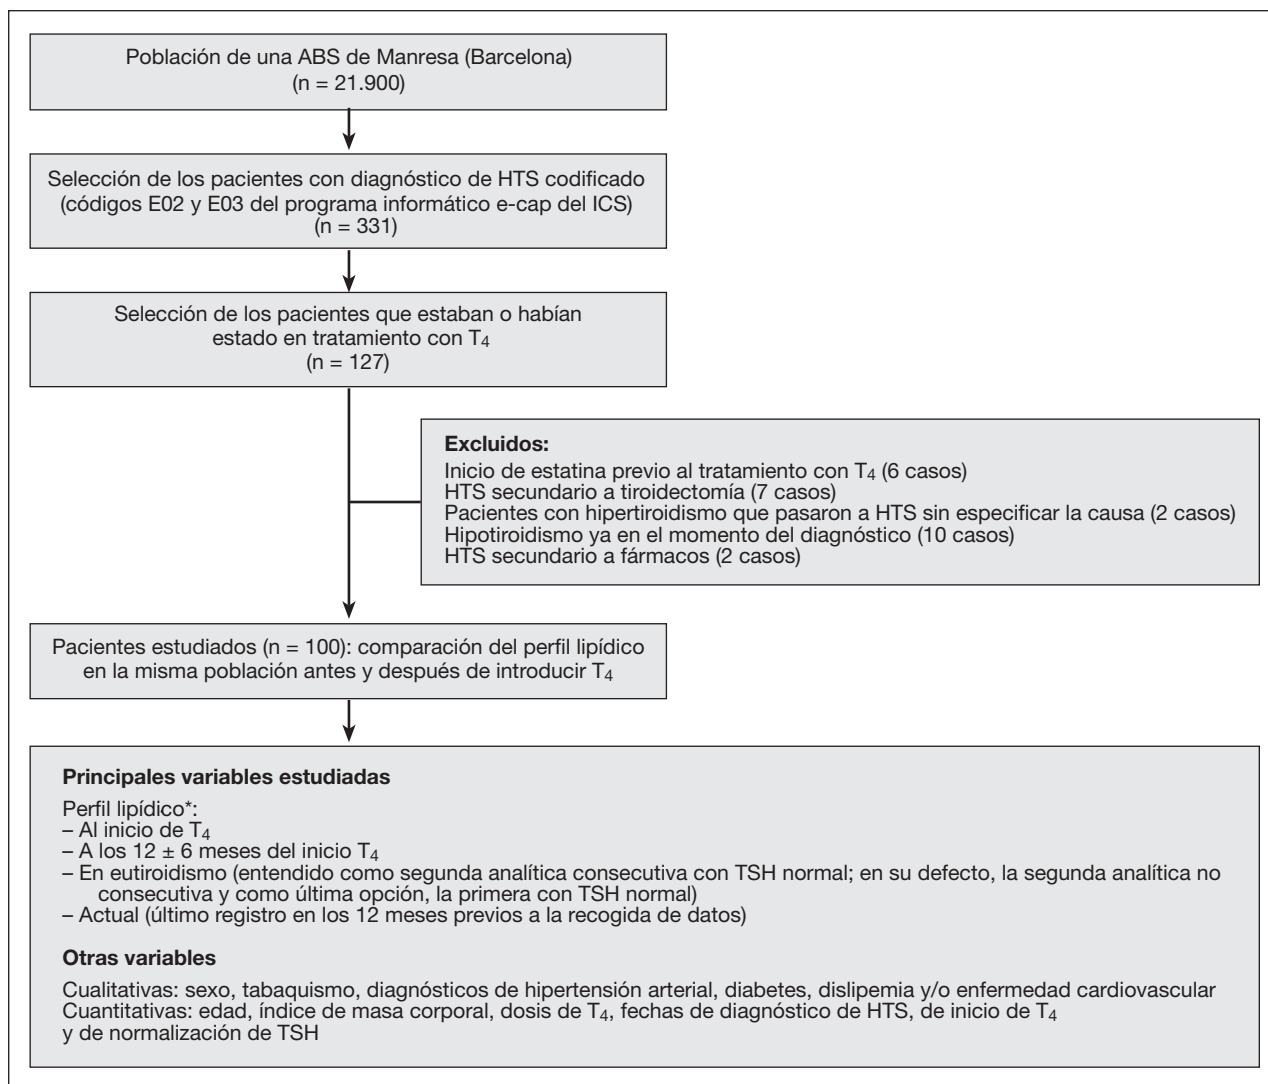 Población de una ABS de Manresa (Barcelona)
(n = 21.900)
Selección de los pacientes con diagnóstico de HTS codificado
(códigos E02 y E03 del programa informático e-cap del ICS)
(n = 331)
Selección de los pacientes que estaban o habían
estado en tratamiento con T₄
(n = 127)
Excluidos:
Inicio de estatina previo al tratamiento con T₄ (6 casos)
HTS secundario a tiroidectomía (7 casos)
Pacientes con hipertiroidismo que pasaron a HTS sin especificar la causa (2 casos)
Hipotiroidismo ya en el momento del diagnóstico (10 casos)
HTS secundario a fármacos (2 casos)
Pacientes estudiados (n = 100): comparación del perfil lipídico
en la misma población antes y después de introducir T₄
Principales variables estudiadas
Perfil lipídico*:
– Al inicio de T₄
– A los 12 ± 6 meses del inicio T₄
– En eutiroidismo (entendido como segunda analítica consecutiva con TSH normal; en su defecto, la segunda analítica no
consecutiva y como última opción, la primera con TSH normal)
– Actual (último registro en los 12 meses previos a la recogida de datos)
Otras variables
Cualitativas: sexo, tabaquismo, diagnósticos de hipertensión arterial, diabetes, dislipemia y/o enfermedad cardiovascular
Cuantitativas: edad, índice de masa corporal, dosis de T₄, fechas de diagnóstico de HTS, de inicio de T₄
y de normalización de TSH